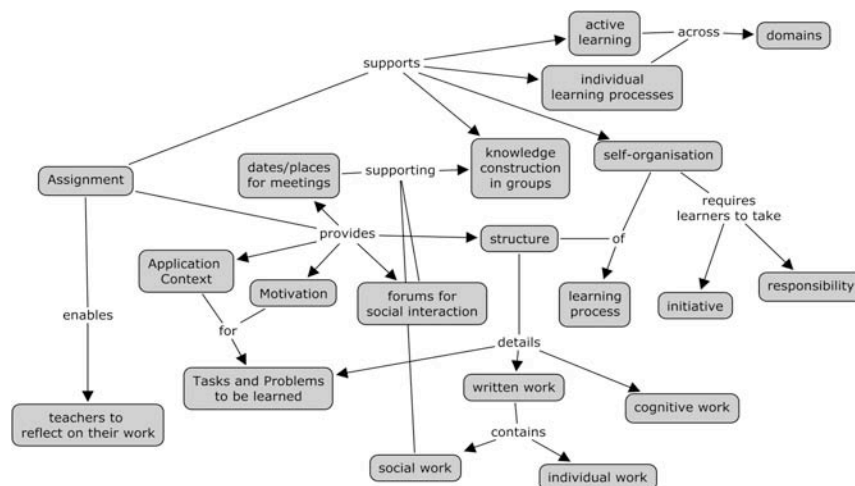 active
learning
across
domains
supports
individual
learning processes
dates/places
for meetings
supporting
knowledge
construction
in groups
self-organisation
Assignment
requires
learners to take
provides
structure
of
Application
Context
Motivation
forums for
social interaction
learning
process
initiative
responsibility
enables
for
details
Tasks and Problems
to be learned
written work
cognitive work
teachers to
reflect on their work
contains
social work
individual work